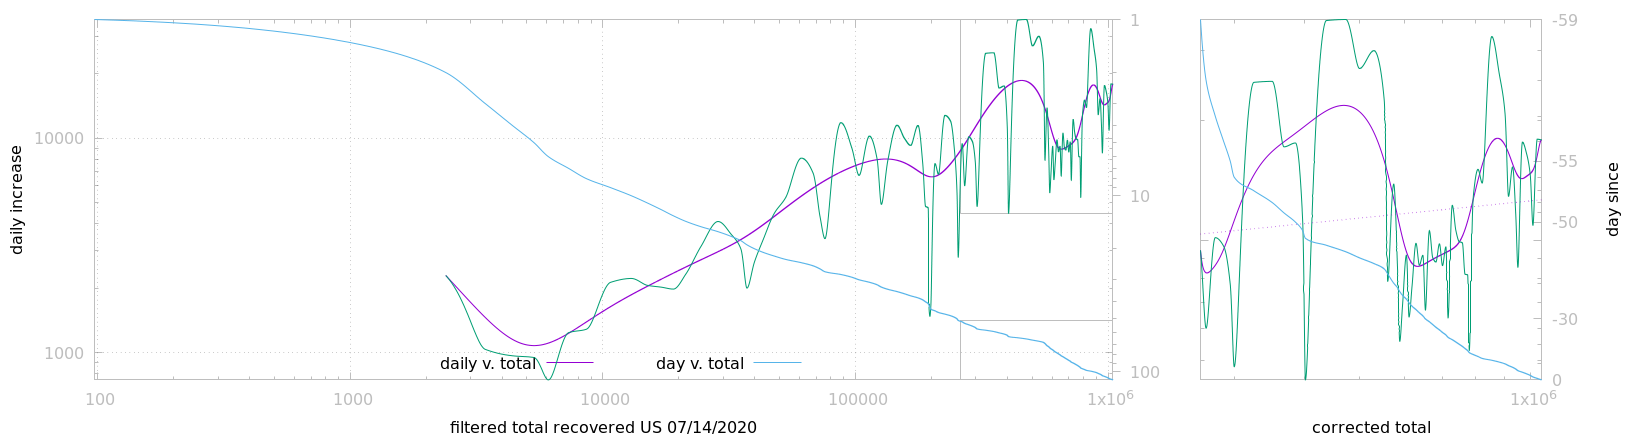 daily increase
10000
1000
100
1000
10000
100000
1x10^6
1
10
100
daily v. total
day v. total
filtered total recovered US 07/14/2020
-59
-55
-50
-30
0
day since
1x10^6
corrected total